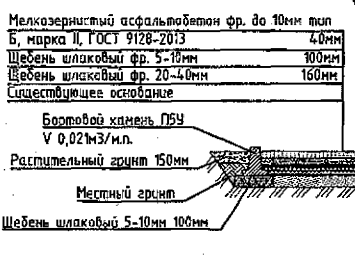 Мелкозернистый асфальтобетон фр. до 10мм тип
Б, марка II, ГОСТ 9128-2013 40мм
Щебень шлаковый фр. 5-10мм 100мм
Щебень шлаковый фр. 20-40мм 160мм
Существующее основание
Бортовой камень ПБУ
V 0,021м3/м.п.
Растительный грунт 150мм
Местный грунт
Щебень шлаковый 5-10мм 100мм